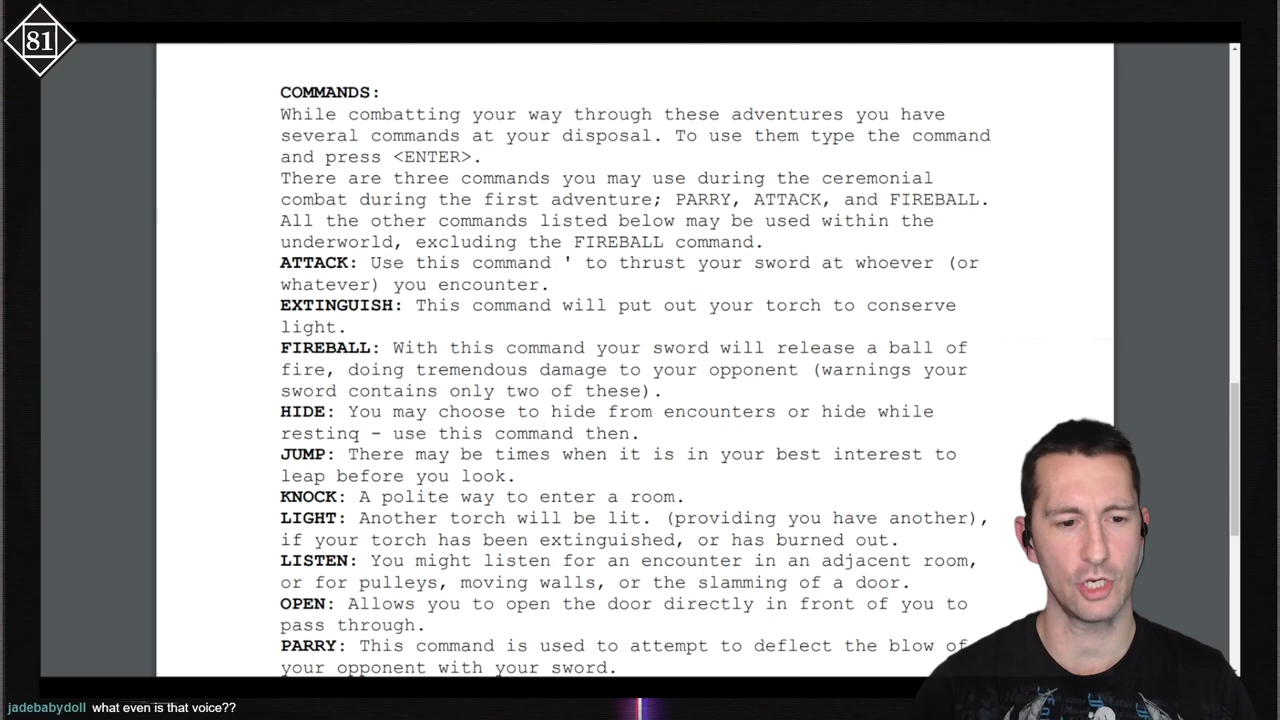 81
COMMANDS:
While combatting your way through these adventures you have
several commands at your disposal. To use them type the command
and press <ENTER>.
There are three commands you may use during the ceremonial
combat during the first adventure; PARRY, ATTACK, and FIREBALL.
All the other commands listed below may be used within the
underworld, excluding the FIREBALL command.
ATTACK: Use this command ' to thrust your sword at whoever (or
whatever) you encounter.
EXTINGUISH: This command will put out your torch to conserve
light.
FIREBALL: With this command your sword will release a ball of
fire, doing tremendous damage to your opponent (warnings your
sword contains only two of these).
HIDE: You may choose to hide from encounters or hide while
restinq - use this command then.
JUMP: There may be times when it is in your best interest to
leap before you look.
KNOCK: A polite way to enter a room.
LIGHT: Another torch will be lit. (providing you have another),
if your torch has been extinguished, or has burned out.
LISTEN: You might listen for an encounter in an adjacent room,
or for pulleys, moving walls, or the slamming of a door.
OPEN: Allows you to open the door directly in front of you to
pass through.
PARRY: This command is used to attempt to deflect the blow of
your opponent with your sword.
jadebabydoll what even is that voice??